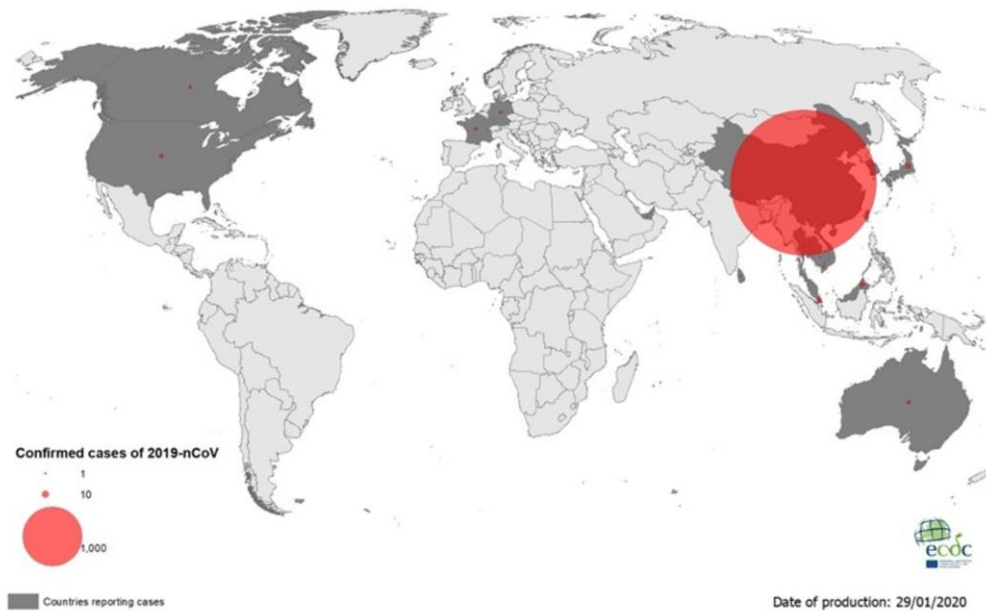 Confirmed cases of 2019-nCoV
1
10
1,000
Countries reporting cases
ecdc
Date of production: 29/01/2020